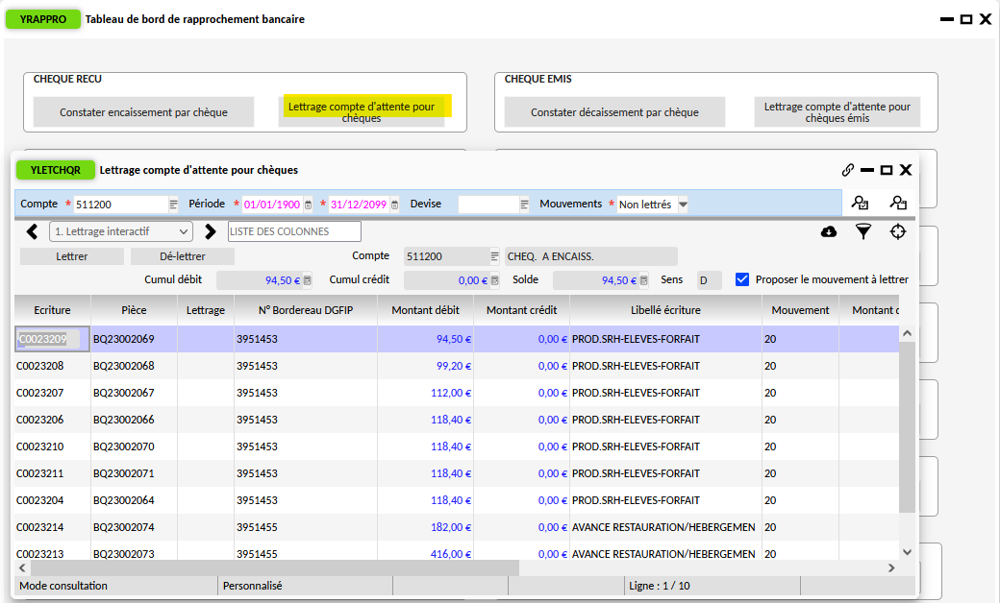 YRAPPRO Tableau de bord de rapprochement bancaire
CHEQUE RECU
CHEQUE EMIS
Constater encaissement par chèque
Lettrage compte d'attente pour
chèques
Constater décaissement par chèque
Lettrage compte d'attente pour
chèques émis
YLETCHQR Lettrage compte d'attente pour chèques
Compte * 511200 Période * 01/01/1900 * 31/12/2099 Devise Mouvements * Non lettrés
1. Lettrage interactif LISTE DES COLONNES
Lettrer Dé-lettrer Compte 511200 CHEQ. A ENCAISS.
Cumul débit 94,50 € Cumul crédit 0,00 € Solde 94,50 € Sens D Proposer le mouvement à lettrer
Ecriture Pièce Lettrage N° Bordereau DGFIP Montant débit Montant crédit Libellé écriture Mouvement Montant
C0023209 BQ23002069 3951453 94,50 € 0,00 € PROD.SRH-ELEVES-FORFAIT 20
C0023208 BQ23002068 3951453 99,20 € 0,00 € PROD.SRH-ELEVES-FORFAIT 20
C0023207 BQ23002067 3951453 112,00 € 0,00 € PROD.SRH-ELEVES-FORFAIT 20
C0023206 BQ23002066 3951453 118,40 € 0,00 € PROD.SRH-ELEVES-FORFAIT 20
C0023210 BQ23002070 3951453 118,40 € 0,00 € PROD.SRH-ELEVES-FORFAIT 20
C0023211 BQ23002071 3951453 118,40 € 0,00 € PROD.SRH-ELEVES-FORFAIT 20
C0023204 BQ23002064 3951453 118,40 € 0,00 € PROD.SRH-ELEVES-FORFAIT 20
C0023214 BQ23002074 3951455 182,00 € 0,00 € AVANCE RESTAURATION/HEBERGEMEN 20
C0023213 BQ23002073 3951455 416,00 € 0,00 € AVANCE RESTAURATION/HEBERGEMEN 20
Mode consultation Personnalisé Ligne : 1 / 10